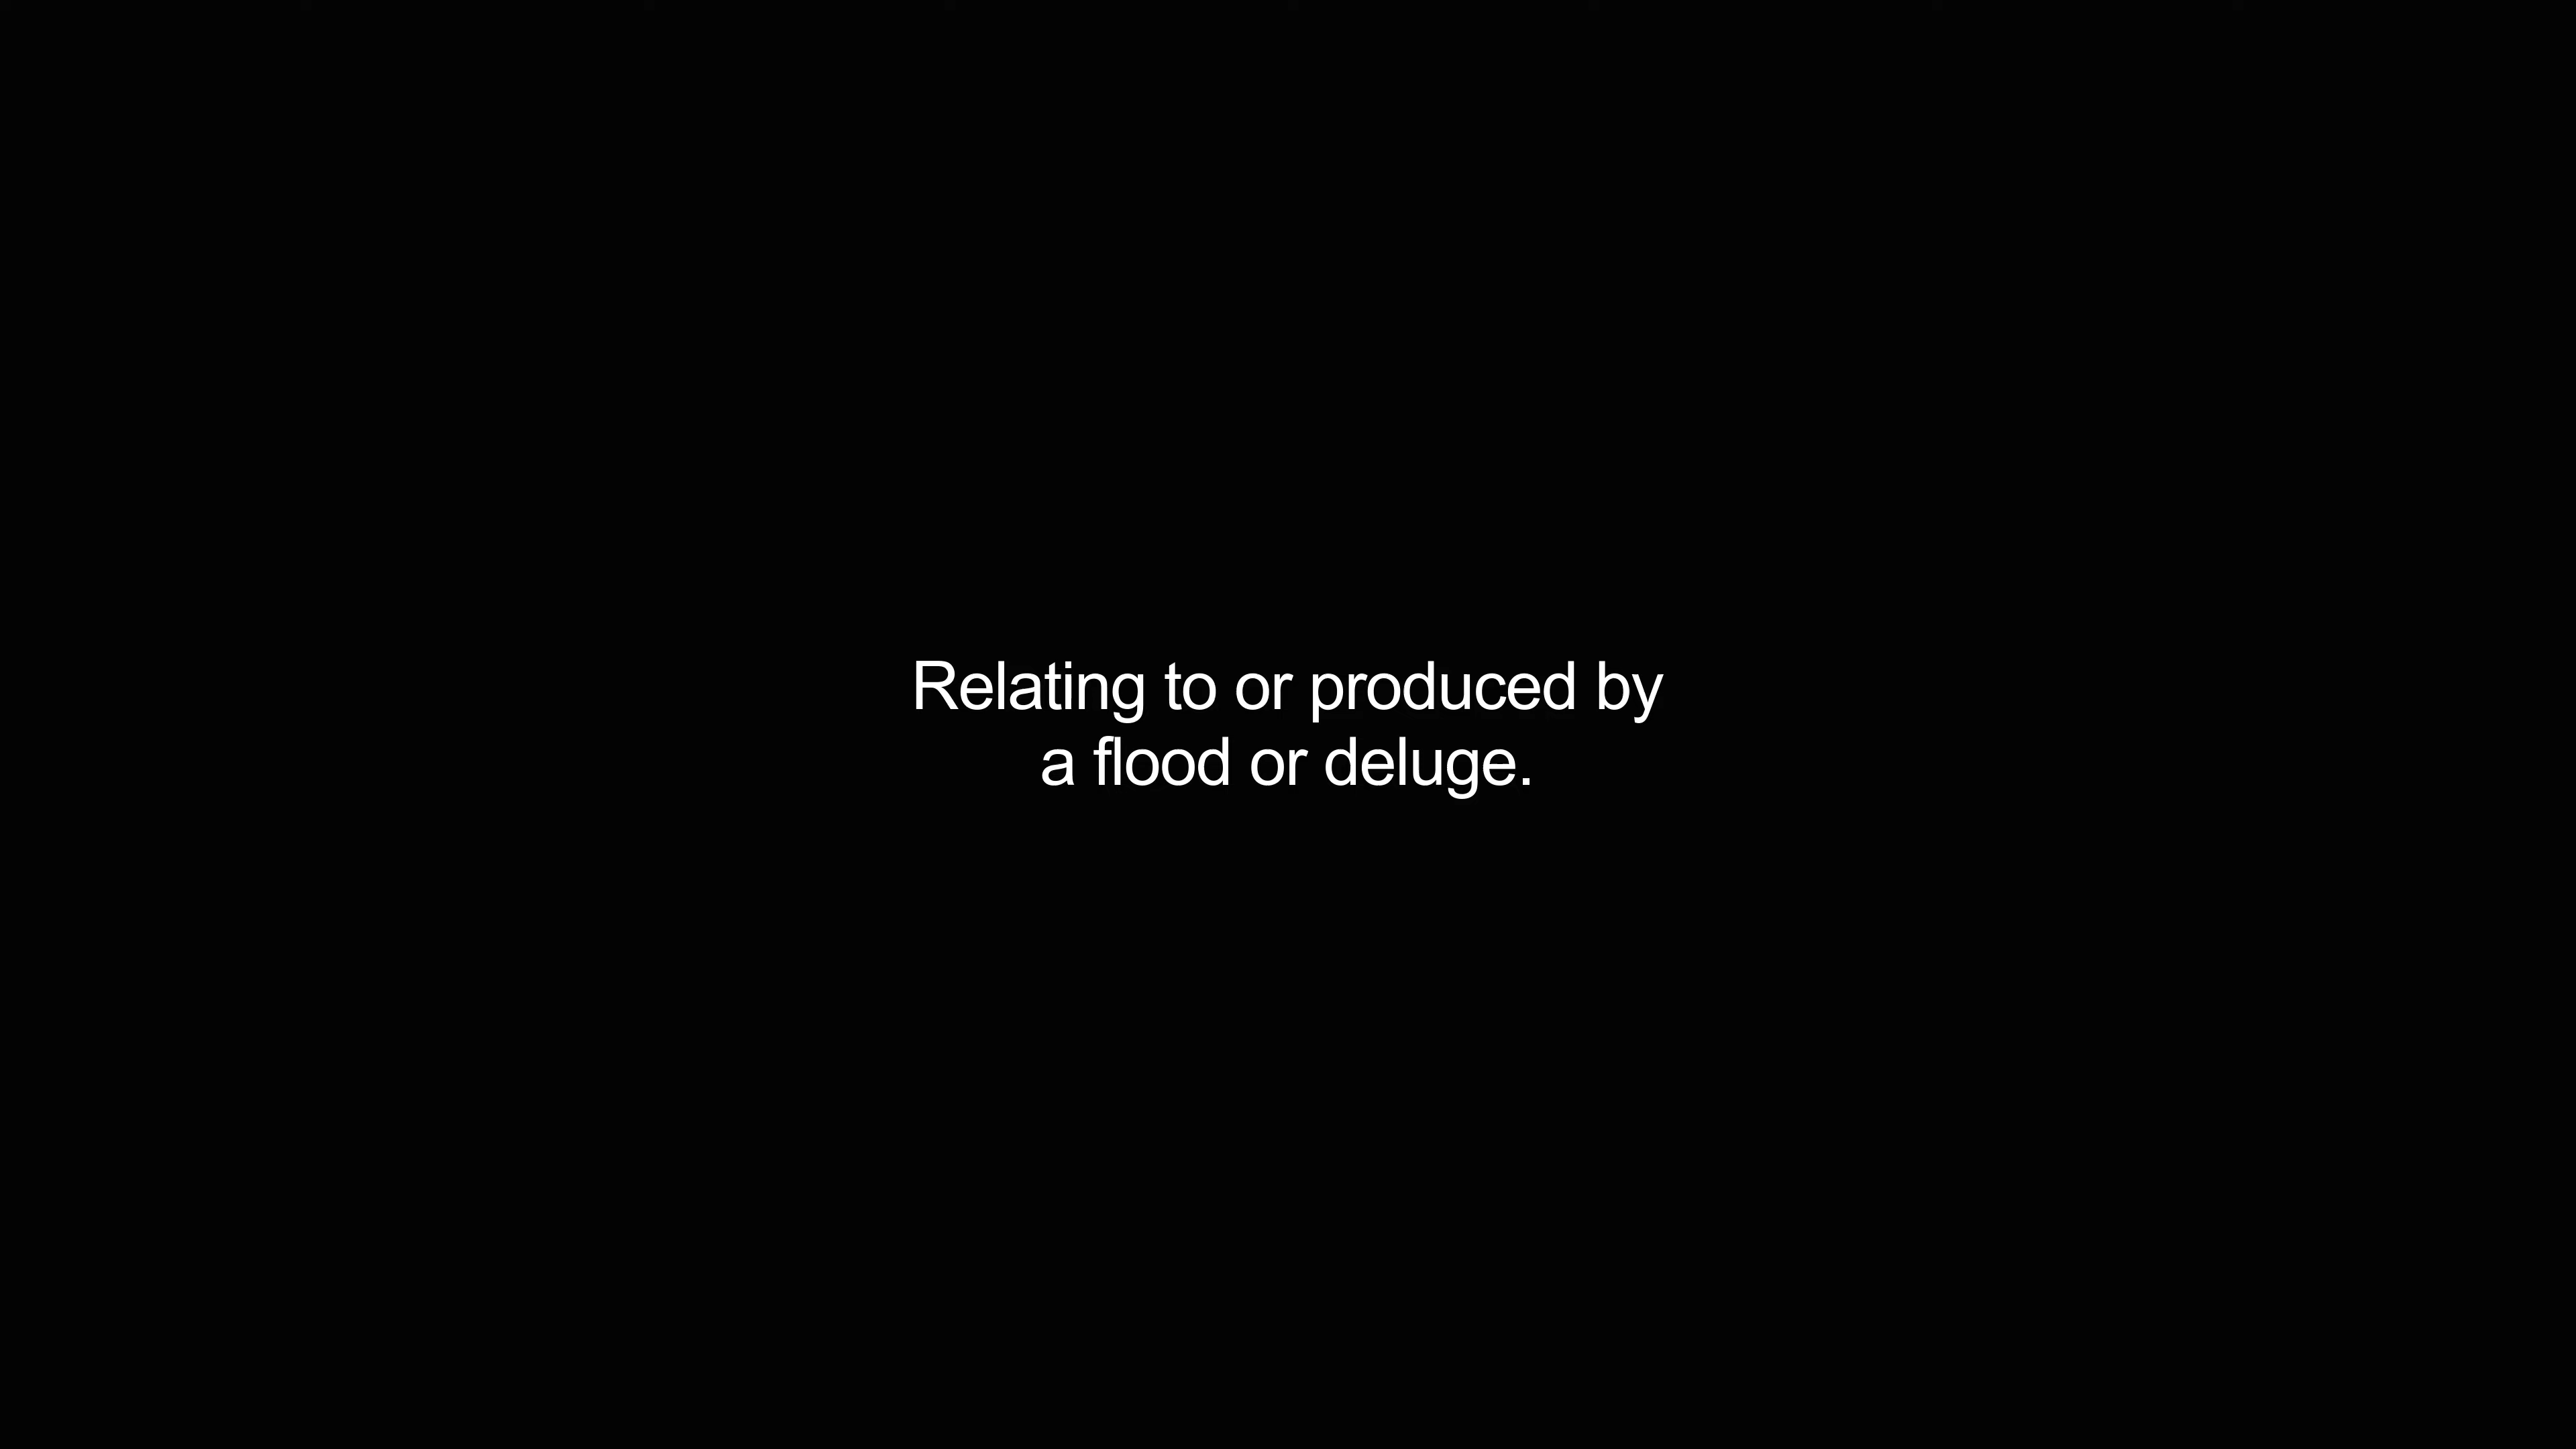 Relating to or produced by
a flood or deluge.